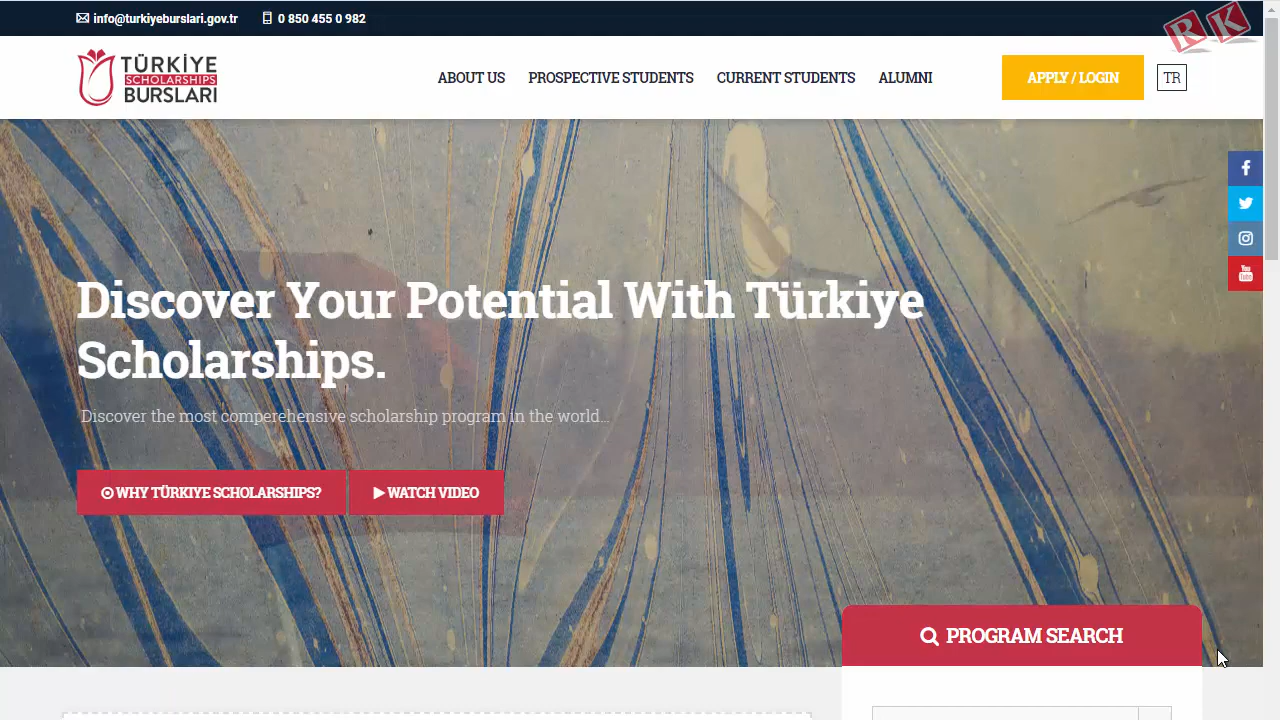 info@turkiyeburslari.gov.tr 0 850 455 0 982
RK
TÜRKİYE
SCHOLARSHIPS
BURSLARI
ABOUT US PROSPECTIVE STUDENTS CURRENT STUDENTS ALUMNI APPLY / LOGIN TR
Discover Your Potential With Türkiye
Scholarships.
Discover the most comperehensive scholarship program in the world...
WHY TÜRKIYE SCHOLARSHIPS? WATCH VIDEO
You
Tube
PROGRAM SEARCH